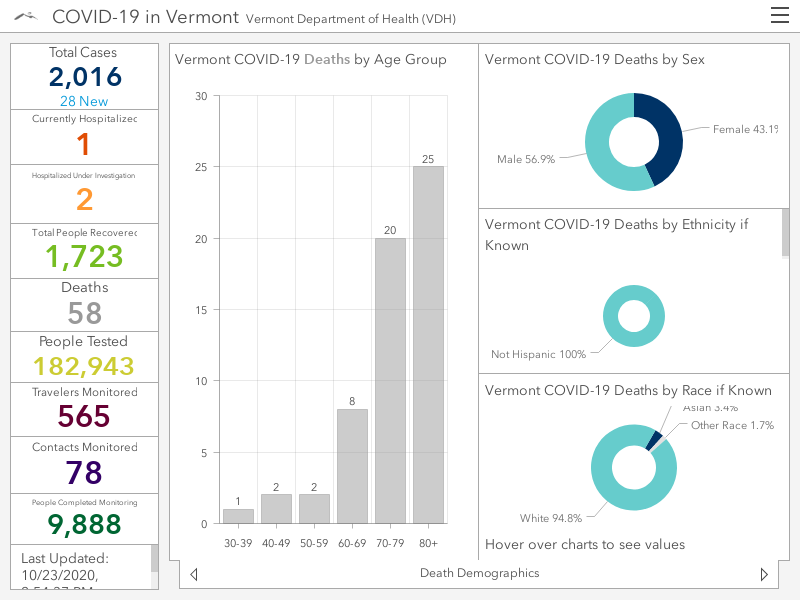 COVID-19 in Vermont Vermont Department of Health (VDH)
Total Cases
2,016
28 New
Currently Hospitalized
1
Hospitalized Under Investigation
2
Total People Recovered
1,723
Deaths
58
People Tested
182,943
Travelers Monitored
565
Contacts Monitored
78
People Completed Monitoring
9,888
Last Updated:
10/23/2020,
Vermont COVID-19 Deaths by Age Group
30
25
20
15
10
5
0
1
2
2
8
20
25
30-39 40-49 50-59 60-69 70-79 80+
Vermont COVID-19 Deaths by Sex
Female 43.1%
Male 56.9%
Vermont COVID-19 Deaths by Ethnicity if
Known
Not Hispanic 100%
Vermont COVID-19 Deaths by Race if Known
Asian 3.4%
Other Race 1.7%
White 94.8%
Hover over charts to see values
Death Demographics